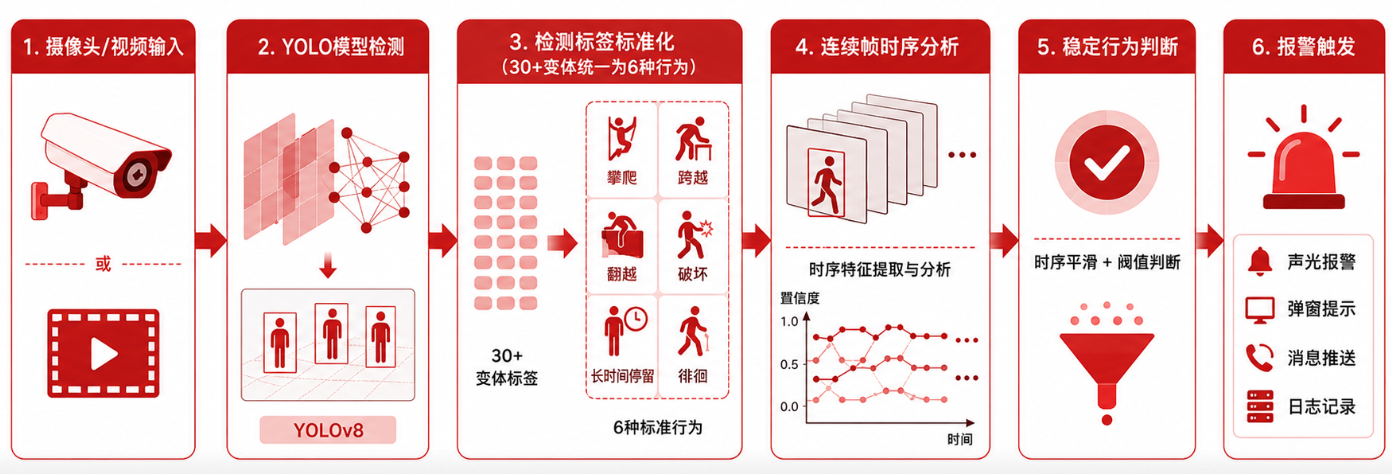 1. 摄像头/视频输入
或
2. YOLO模型检测
YOLOv8
3. 检测标签标准化
（30+变体统一为6种行为）
30+
变体标签
攀爬
跨越
翻越
破坏
长时间停留
徘徊
6种标准行为
4. 连续帧时序分析
时序特征提取与分析
置信度
1.0
0.5
0.0
时间
5. 稳定行为判断
时序平滑 + 阈值判断
6. 报警触发
声光报警
弹窗提示
消息推送
日志记录